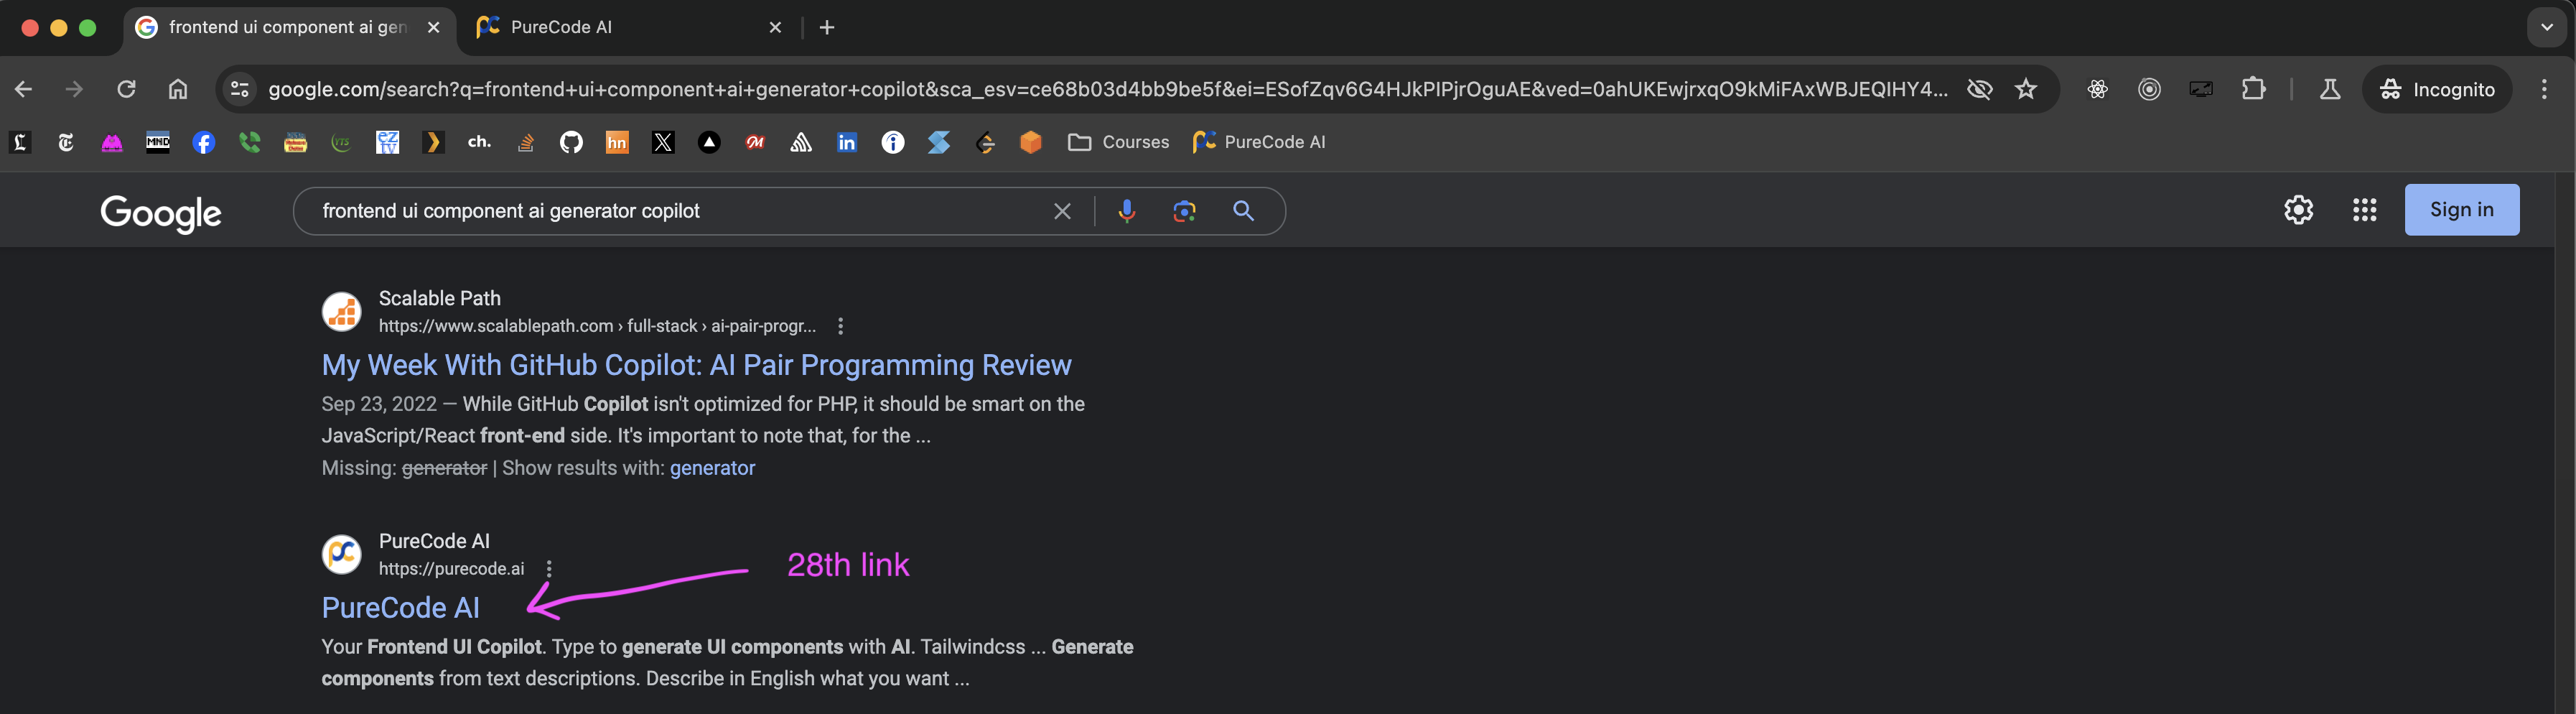 frontend ui component ai gen
PureCode AI
google.com/search?q=frontend+ui+component+ai+generator+copilot&sca_esv=ce68b03d4bb9be5f&ei=ESofZqv6G4HJkPIPjrOguAE&ved=0ahUKEwjrxqO9kMiFAxWBJEQIHY4...
Incognito
MND
YTS
ez tv
ch.
hn
in
Courses
PureCode AI
Google
frontend ui component ai generator copilot
Sign in
Scalable Path
https://www.scalablepath.com › full-stack › ai-pair-progr...
My Week With GitHub Copilot: AI Pair Programming Review
Sep 23, 2022 — While GitHub Copilot isn't optimized for PHP, it should be smart on the
JavaScript/React front-end side. It's important to note that, for the ...
Missing: generator | Show results with: generator
PureCode AI
https://purecode.ai
28th link
PureCode AI
Your Frontend UI Copilot. Type to generate UI components with AI. Tailwindcss ... Generate
components from text descriptions. Describe in English what you want ...